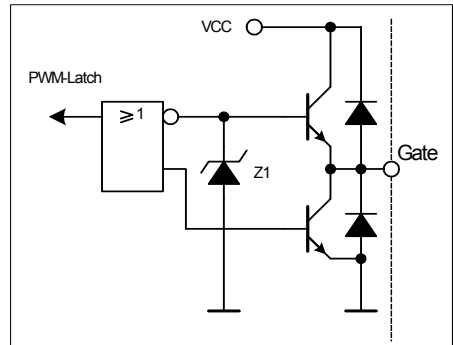 VCC
PWM-Latch
≥1
Gate
Z1